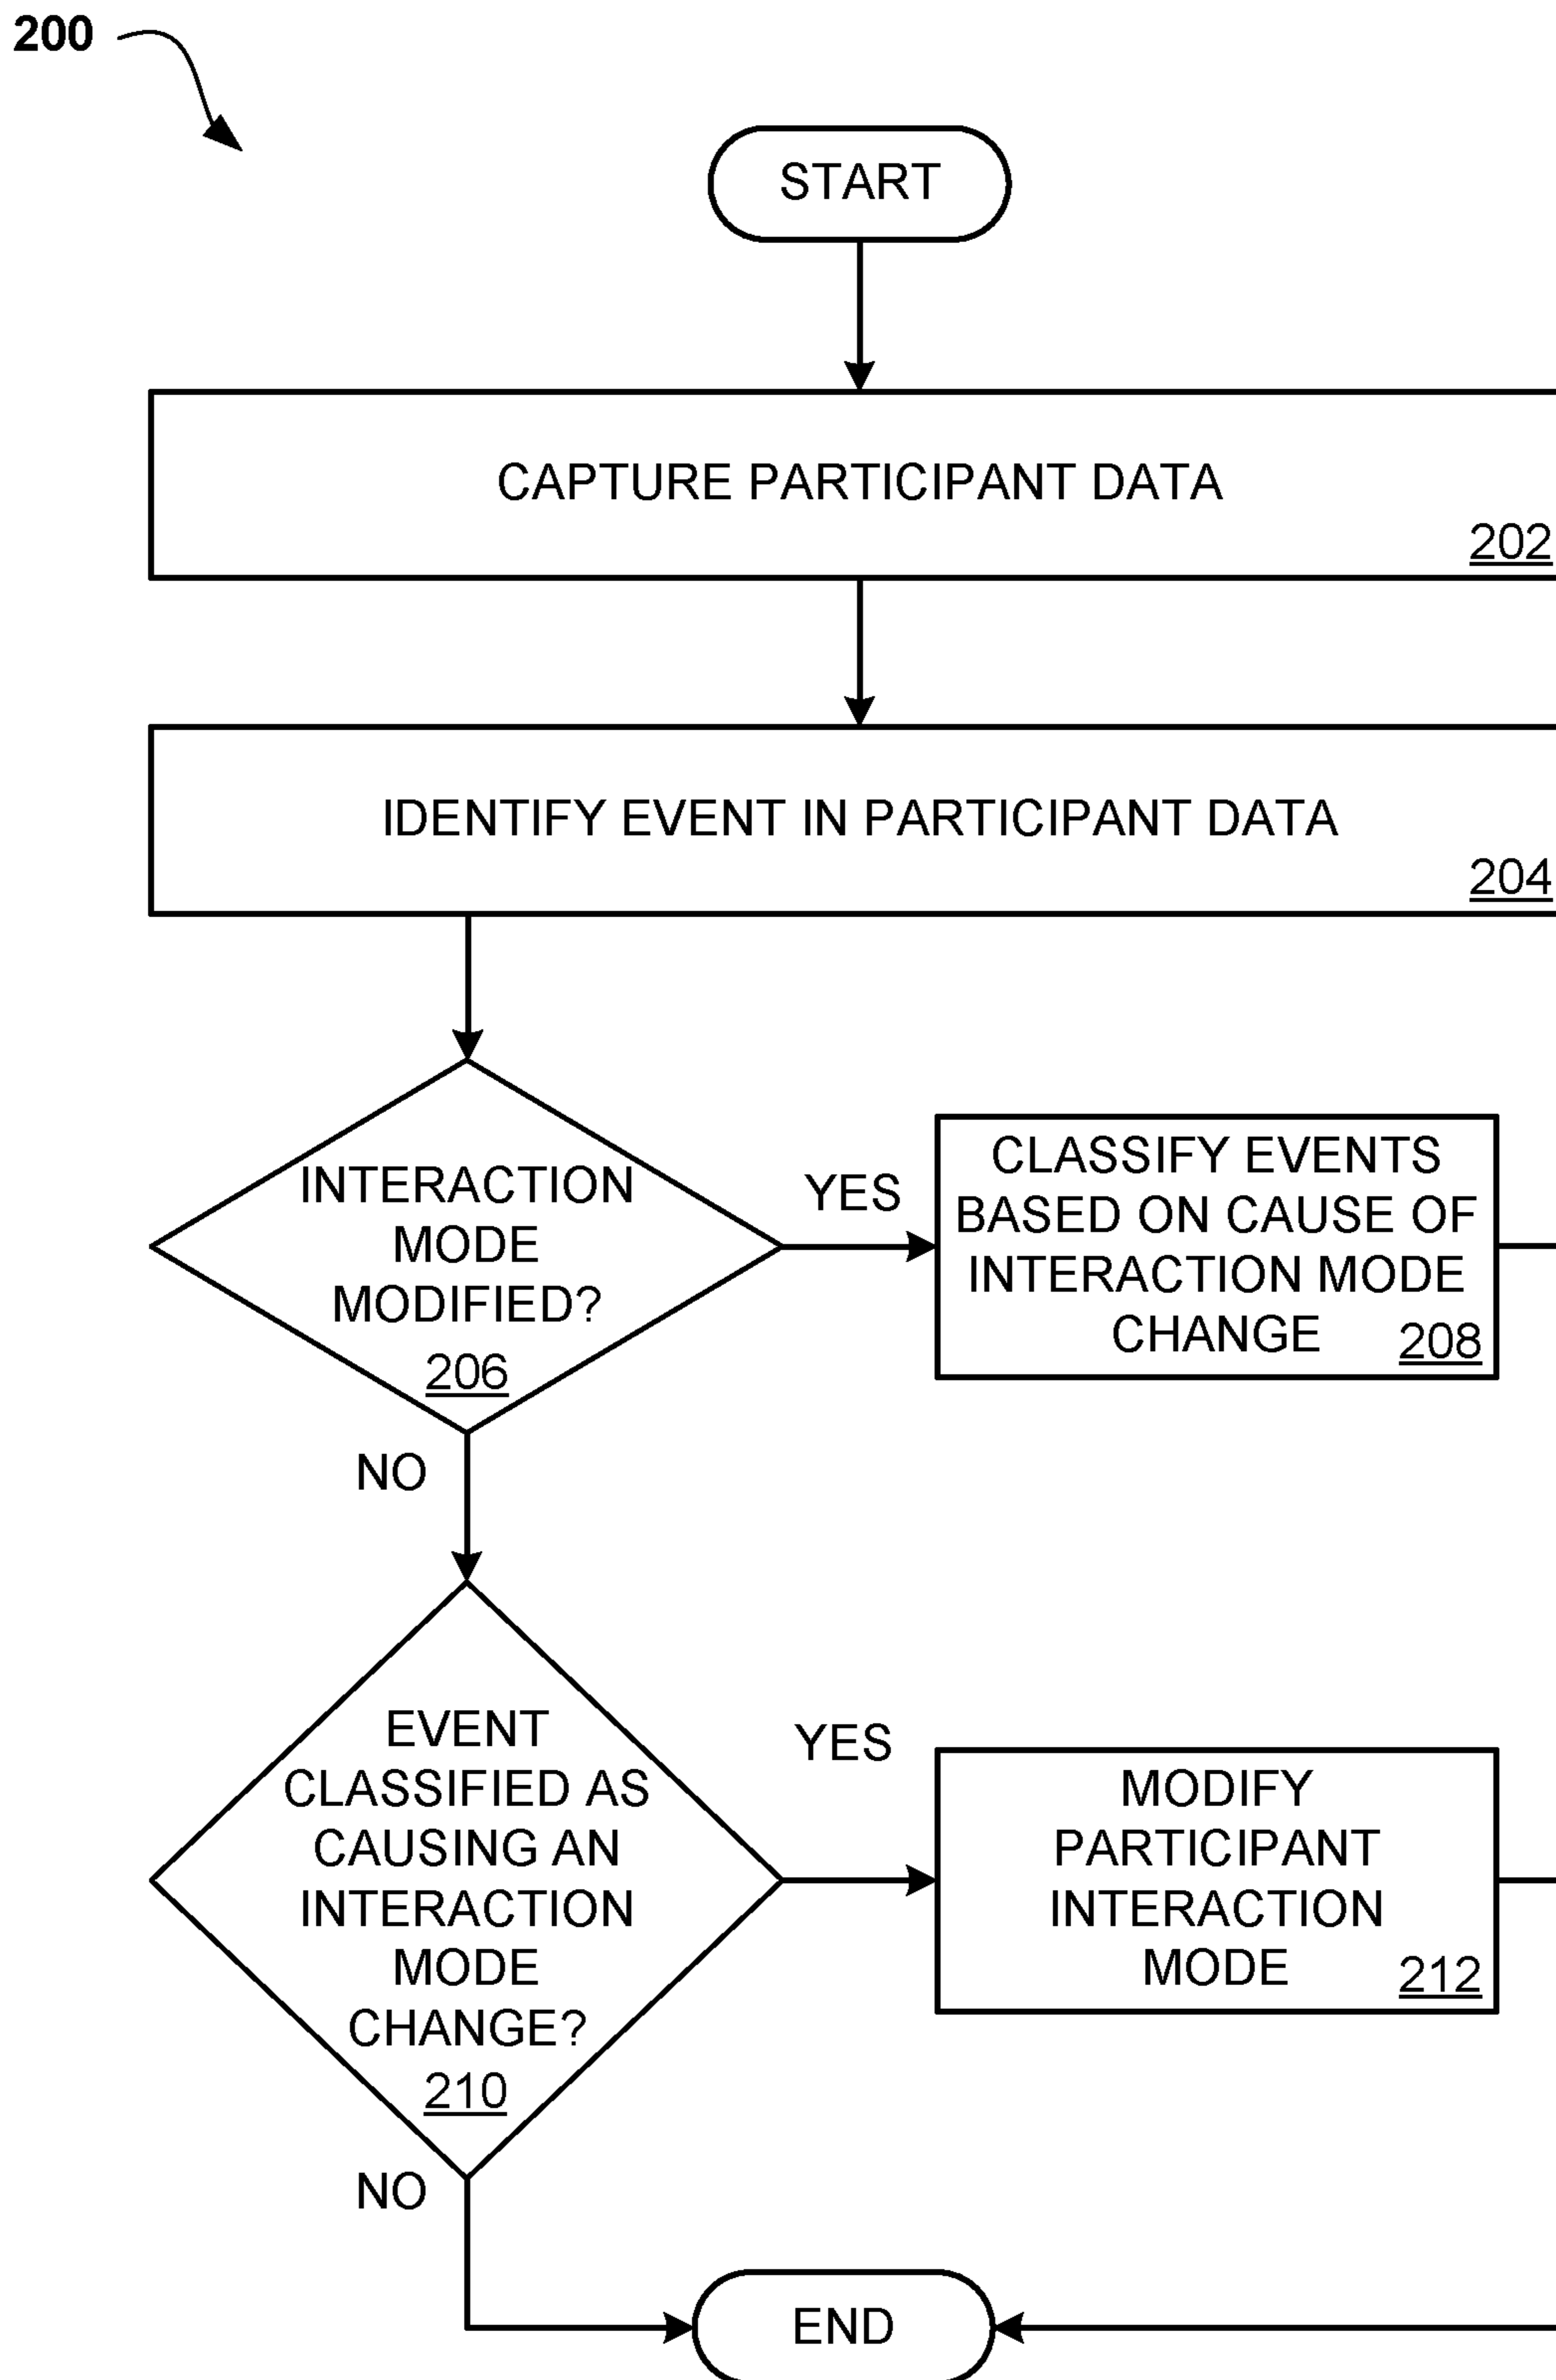 200
START
CAPTURE PARTICIPANT DATA
202
IDENTIFY EVENT IN PARTICIPANT DATA
204
INTERACTION
MODE
MODIFIED?
206
YES
CLASSIFY EVENTS
BASED ON CAUSE OF
INTERACTION MODE
CHANGE
208
NO
EVENT
CLASSIFIED AS
CAUSING AN
INTERACTION
MODE
CHANGE?
210
YES
MODIFY
PARTICIPANT
INTERACTION
MODE
212
NO
END